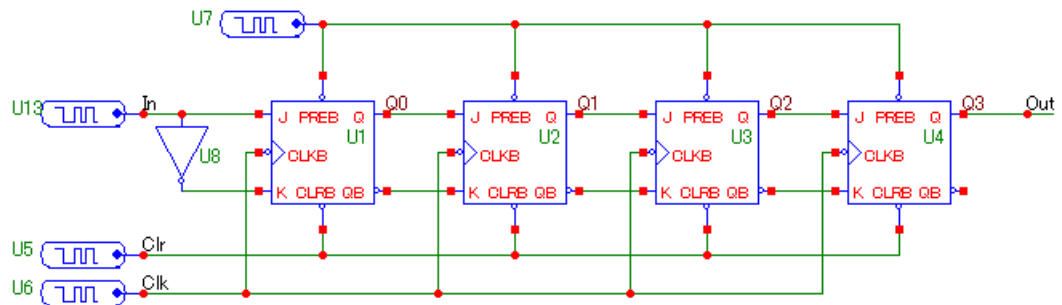 U7
U13 In Q0 Q1 Q2 Q3 Out
J PREB Q J PREB Q J PREB Q J PREB Q
U1 U2 U3 U4
U8 CLKB CLKB CLKB CLKB
K CLRB QB K CLRB QB K CLRB QB K CLRB QB
U5 Clr
U6 Clk